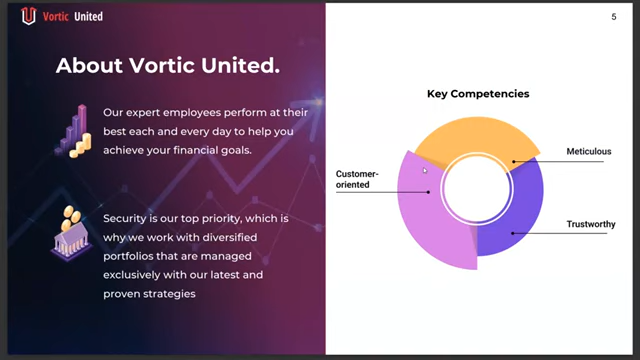 Vortic United
5
About Vortic United.
Our expert employees perform at their
best each and every day to help you
achieve your financial goals.
Security is our top priority, which is
why we work with diversified
portfolios that are managed
exclusively with our latest and
proven strategies
Key Competencies
Meticulous
Customer-
oriented
Trustworthy